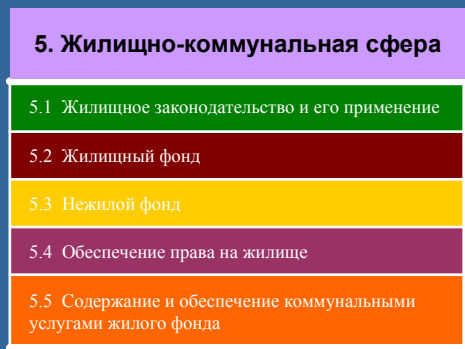 5. Жилищно-коммунальная сфера
5.1 Жилищное законодательство и его применение
5.2 Жилищный фонд
5.3 Нежилой фонд
5.4 Обеспечение права на жилище
5.5 Содержание и обеспечение коммунальными
услугами жилого фонда